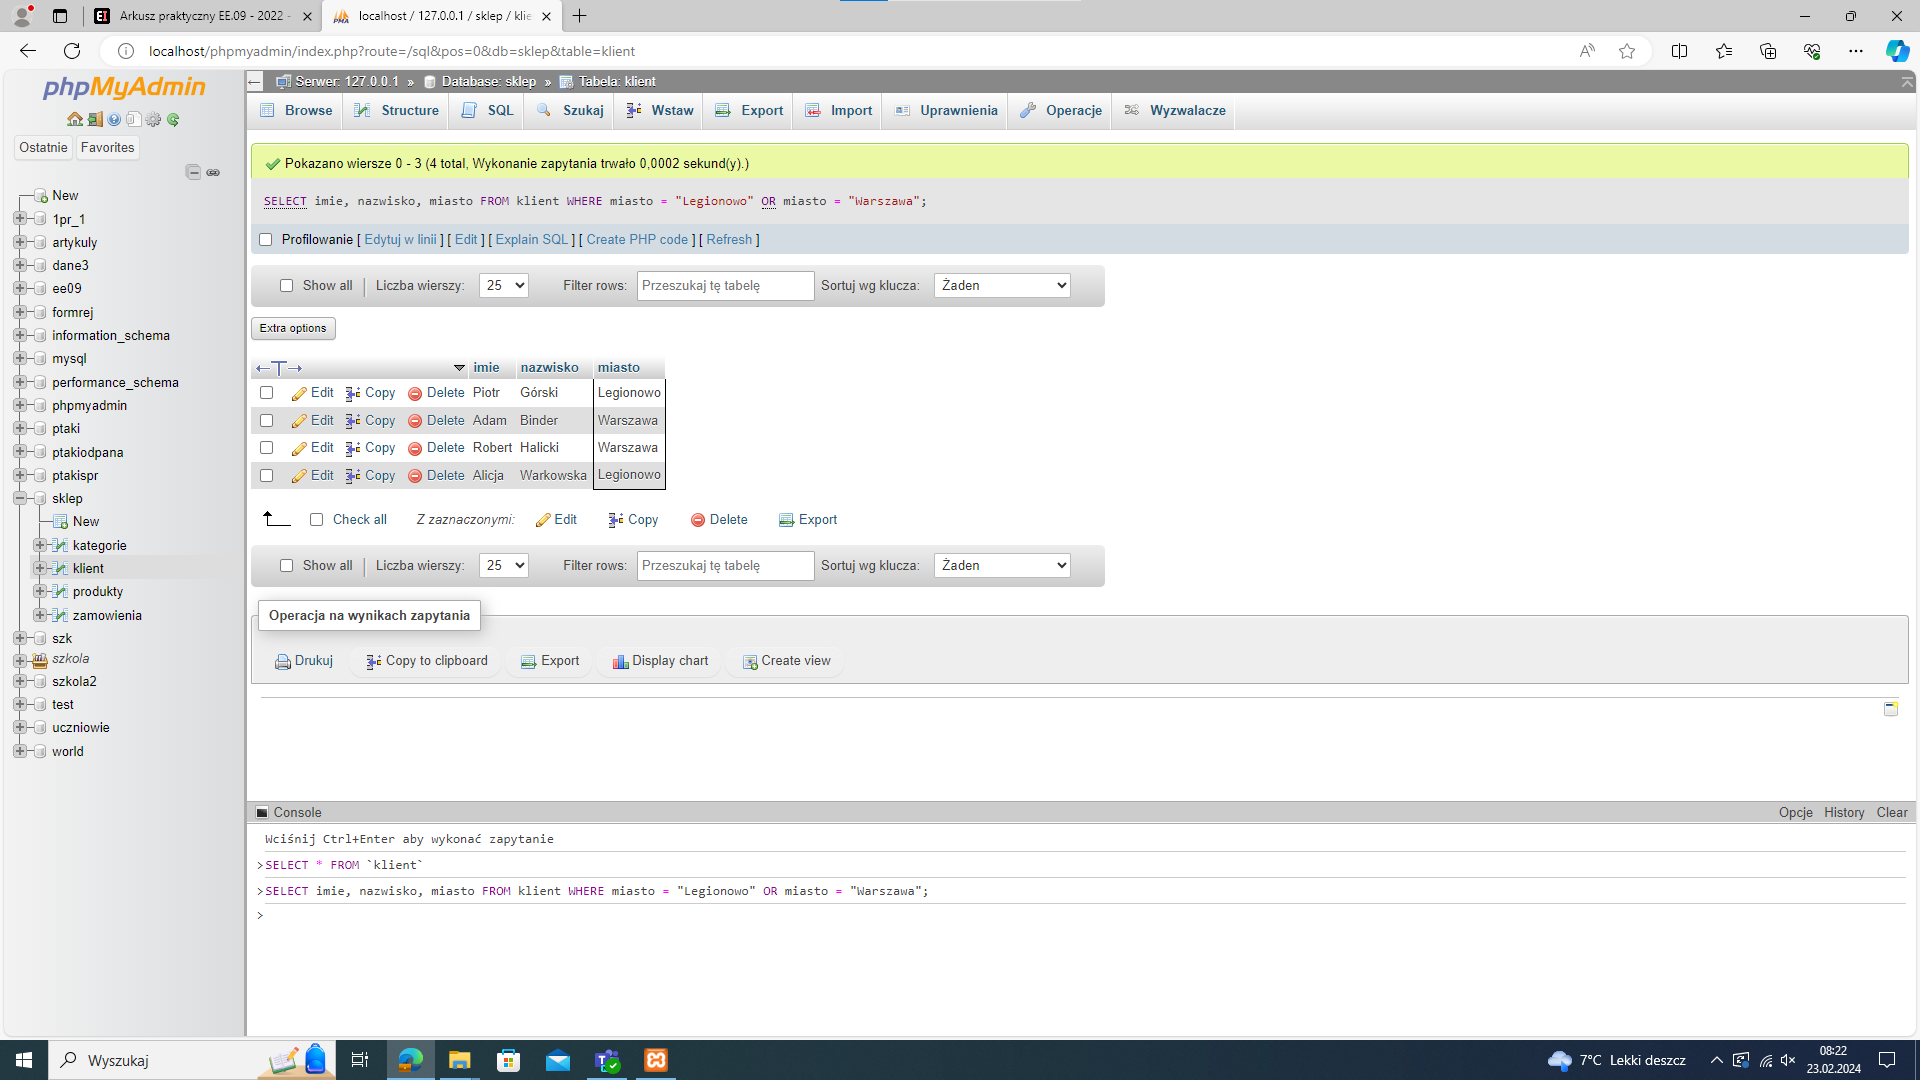 Arkusz praktyczny EE.09 - 2022 -
localhost / 127.0.0.1 / sklep / klie
localhost/phpmyadmin/index.php?route=/sql&pos=0&db=sklep&table=klient
phpMyAdmin
Ostatnie Favorites
New
1pr_1
artykuly
dane3
ee09
formrej
information_schema
mysql
performance_schema
phpmyadmin
ptaki
ptakiodpana
ptakispr
sklep
New
kategorie
klient
produkty
zamowienia
szk
szkola
szkola2
test
uczniowie
world
Serwer: 127.0.0.1 » Database: sklep » Tabela: klient
Browse Structure SQL Szukaj Wstaw Export Import Uprawnienia Operacje Wyzwalacze
Pokazano wiersze 0 - 3 (4 total, Wykonanie zapytania trwało 0,0002 sekund(y).)
SELECT imie, nazwisko, miasto FROM klient WHERE miasto = "Legionowo" OR miasto = "Warszawa";
Profilowanie [ Edytuj w linii ] [ Edit ] [ Explain SQL ] [ Create PHP code ] [ Refresh ]
Show all Liczba wierszy: 25 Filter rows: Przeszukaj tę tabelę Sortuj wg klucza: Żaden
Extra options
←T→ imie nazwisko miasto
Edit Copy Delete Piotr Górski Legionowo
Edit Copy Delete Adam Binder Warszawa
Edit Copy Delete Robert Halicki Warszawa
Edit Copy Delete Alicja Warkowska Legionowo
Check all Z zaznaczonymi: Edit Copy Delete Export
Show all Liczba wierszy: 25 Filter rows: Przeszukaj tę tabelę Sortuj wg klucza: Żaden
Operacja na wynikach zapytania
Drukuj Copy to clipboard Export Display chart Create view
Console Opcje History Clear
Wciśnij Ctrl+Enter aby wykonać zapytanie
>SELECT * FROM `klient`
>SELECT imie, nazwisko, miasto FROM klient WHERE miasto = "Legionowo" OR miasto = "Warszawa";
>
Wyszukaj
7°C Lekki deszcz
08:22
23.02.2024